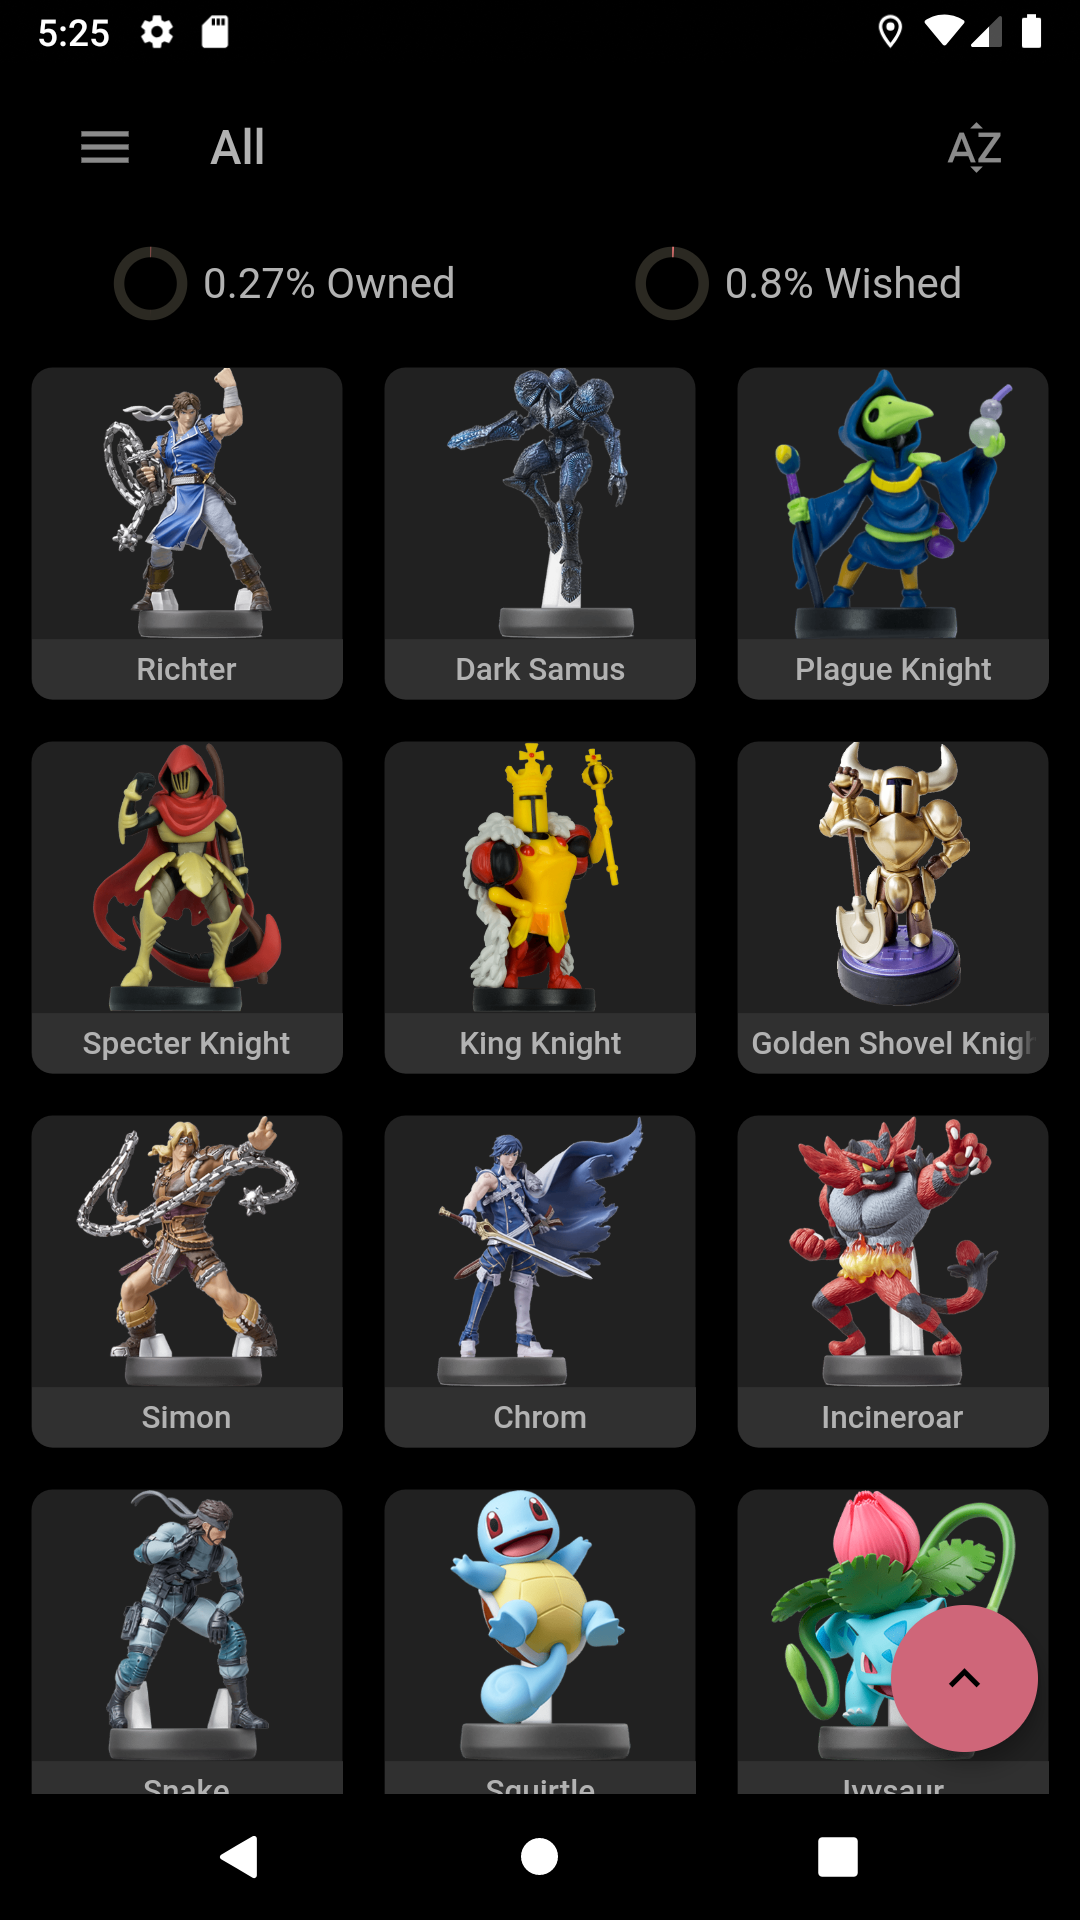 5:25
All
AZ
0.27% Owned
0.8% Wished
Richter
Dark Samus
Plague Knight
Specter Knight
King Knight
Golden Shovel Knigh
Simon
Chrom
Incineroar
Snake
Squirtle
Ivysaur